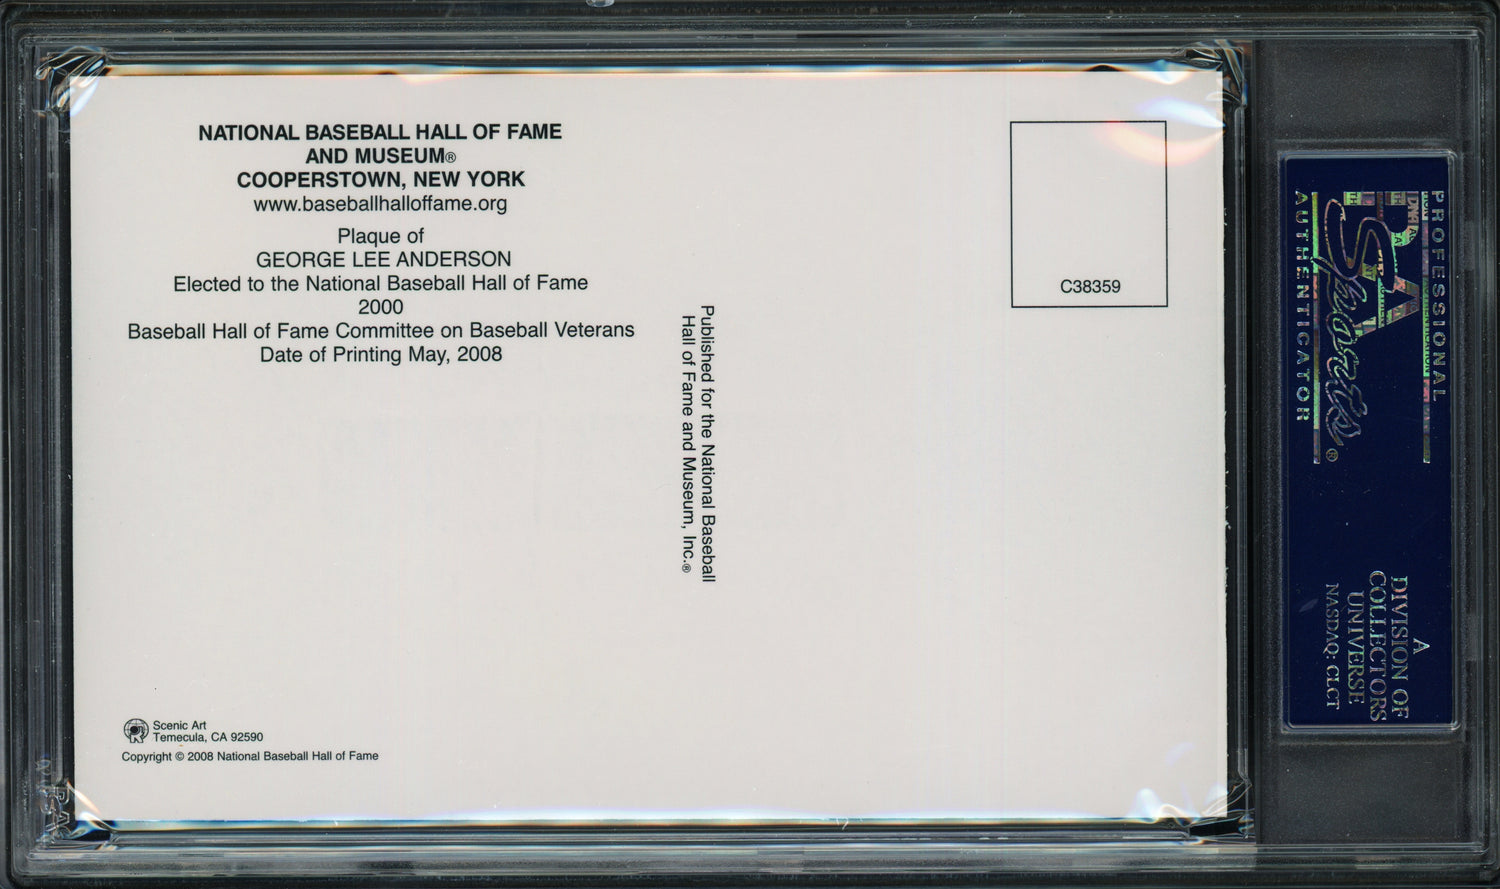 NATIONAL BASEBALL HALL OF FAME
AND MUSEUM®
COOPERSTOWN, NEW YORK
www.baseballhalloffame.org
Plaque of
GEORGE LEE ANDERSON
Elected to the National Baseball Hall of Fame
2000
Baseball Hall of Fame Committee on Baseball Veterans
Date of Printing May, 2008
Published for the National Baseball
Hall of Fame and Museum, Inc.®
C38359
Scenic Art
Temecula, CA 92590
Copyright © 2008 National Baseball Hall of Fame
PROFESSIONAL
PSA
Sports®
AUTHENTICATOR
A
DIVISION OF
COLLECTORS
UNIVERSE
NASDAQ: CLCT